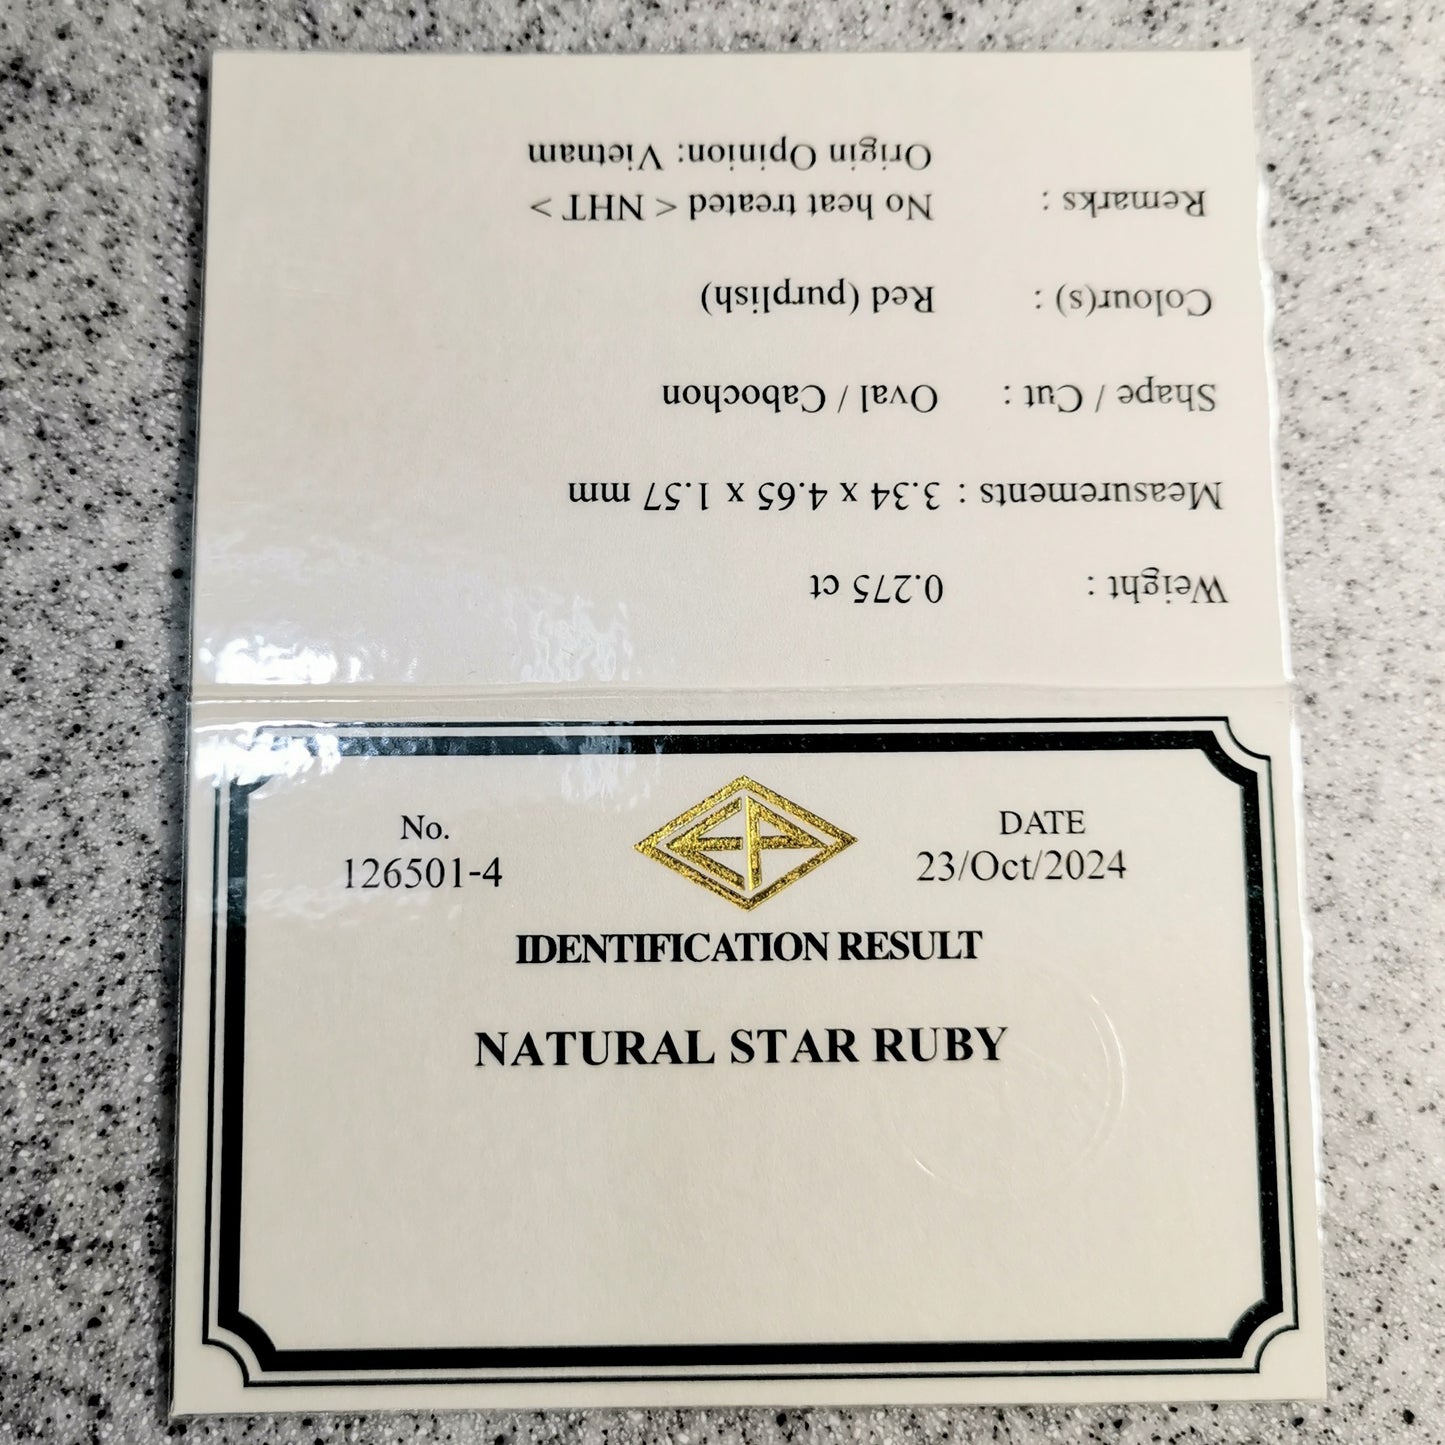 No.
126501-4
DATE
23/Oct/2024
IDENTIFICATION RESULT
NATURAL STAR RUBY
Weight : 0.275 ct
Measurements : 3.34 x 4.65 x 1.57 mm
Shape / Cut : Oval / Cabochon
Colour(s) : Red (purplish)
Remarks : No heat treated < NHT >
Origin Opinion: Vietnam